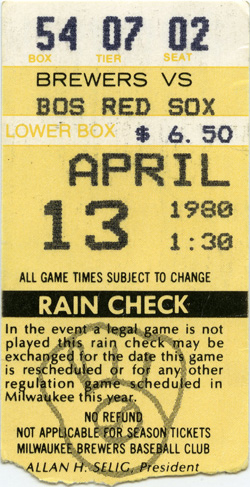 54 07 02
BOX TIER SEAT
BREWERS VS
BOS RED SOX
LOWER BOX $ 6.50
APRIL
13 1980
1:30
ALL GAME TIMES SUBJECT TO CHANGE
RAIN CHECK
In the event a legal game is not
played this rain check may be
exchanged for the date this game
is rescheduled or for any other
regulation game scheduled in
Milwaukee this year.
NO REFUND
NOT APPLICABLE FOR SEASON TICKETS
MILWAUKEE BREWERS BASEBALL CLUB
ALLAN H. SELIG, President